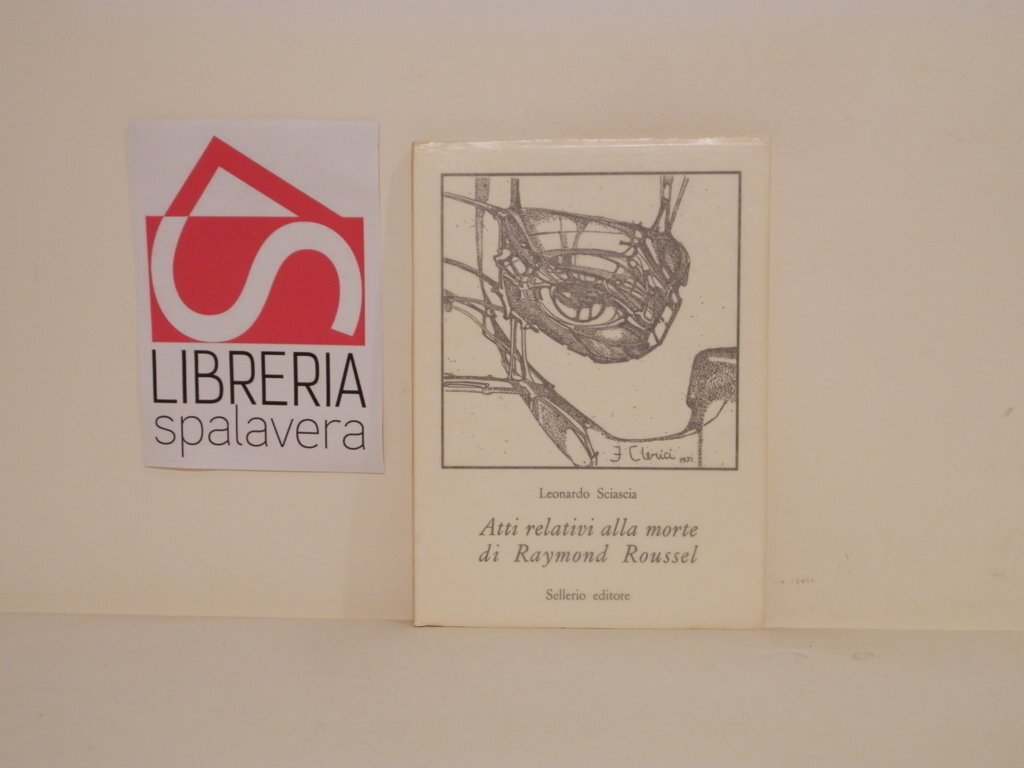 LIBRERIA
spalavera
F Clerici 1971
Leonardo Sciascia
Atti relativi alla morte
di Raymond Roussel
Sellerio editore